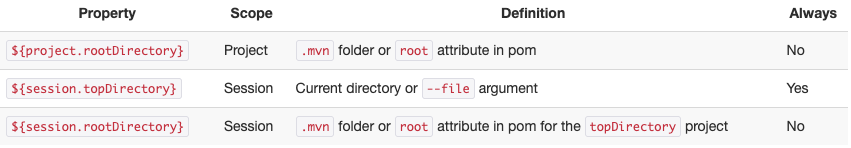 Property Scope Definition Always
${project.rootDirectory} Project .mvn folder or root attribute in pom No
${session.topDirectory} Session Current directory or --file argument Yes
${session.rootDirectory} Session .mvn folder or root attribute in pom for the topDirectory project No